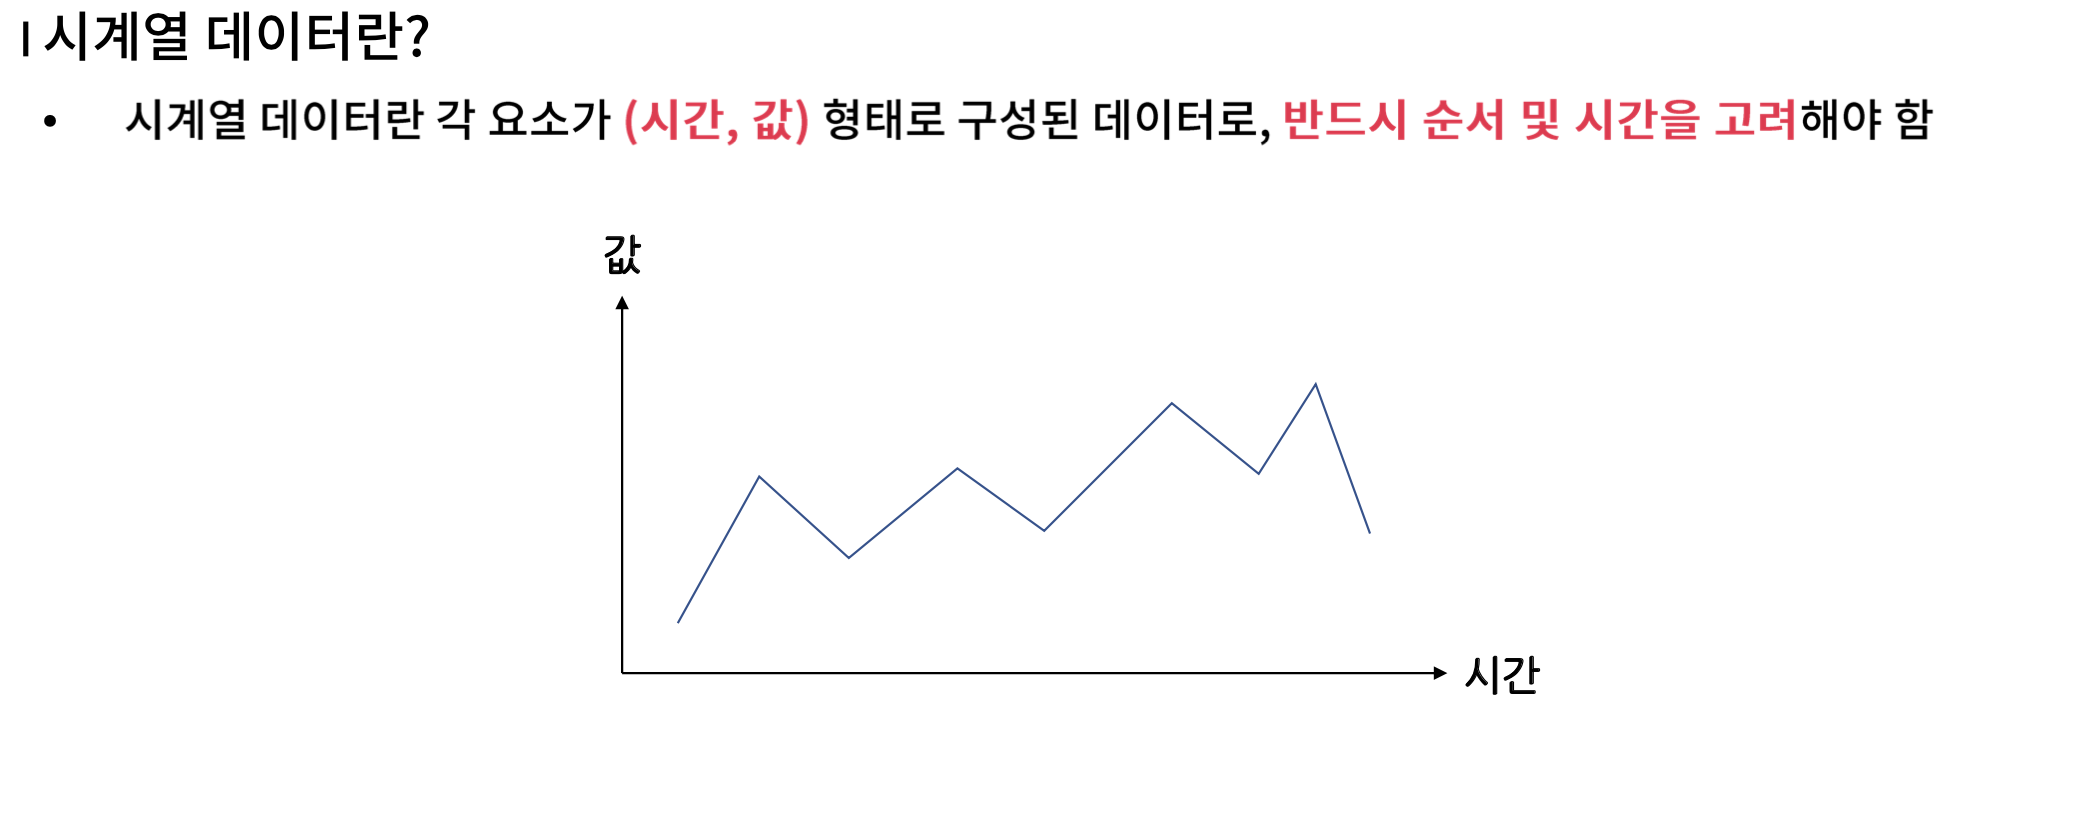 | 시계열 데이터란?
• 시계열 데이터란 각 요소가 (시간, 값) 형태로 구성된 데이터로, 반드시 순서 및 시간을 고려해야 함
값
시간